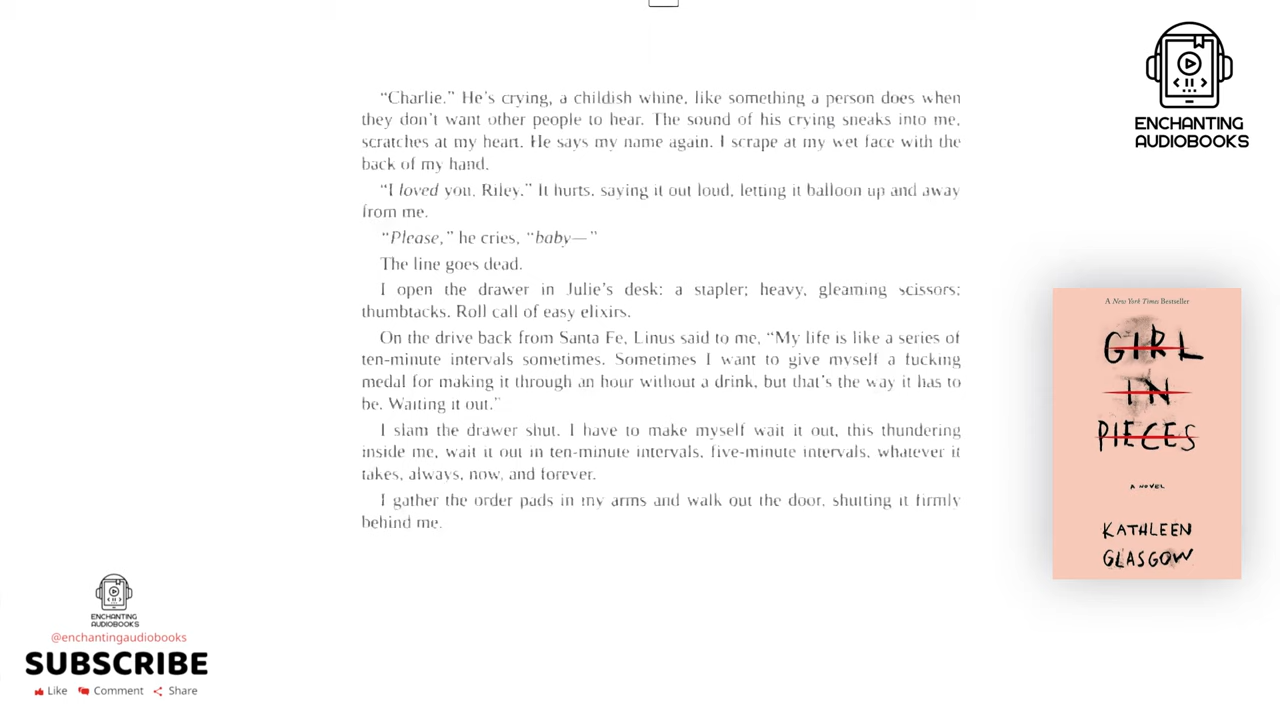 "Charlie." He's crying, a childish whine, like something a person does when
they don't want other people to hear. The sound of his crying sneaks into me,
scratches at my heart. He says my name again. I scrape at my wet face with the
back of my hand.
"I loved you, Riley." It hurts, saying it out loud, letting it balloon up and away
from me.
"Please," he cries, "baby—"
The line goes dead.
I open the drawer in Julie's desk: a stapler; heavy, gleaming scissors;
thumbtacks. Roll call of easy elixirs.
On the drive back from Santa Fe, Linus said to me, "My life is like a series of
ten-minute intervals sometimes. Sometimes I want to give myself a fucking
medal for making it through an hour without a drink, but that's the way it has to
be. Waiting it out."
I slam the drawer shut. I have to make myself wait it out, this thundering
inside me, wait it out in ten-minute intervals, five-minute intervals, whatever it
takes, always, now, and forever.
I gather the order pads in my arms and walk out the door, shutting it firmly
behind me.
ENCHANTING
AUDIOBOOKS
A New York Times Bestseller
GIRL
IN
PIECES
A NOVEL
KATHLEEN
GLASGOW
ENCHANTING
AUDIOBOOKS
@enchantingaudiobooks
SUBSCRIBE
Like Comment Share